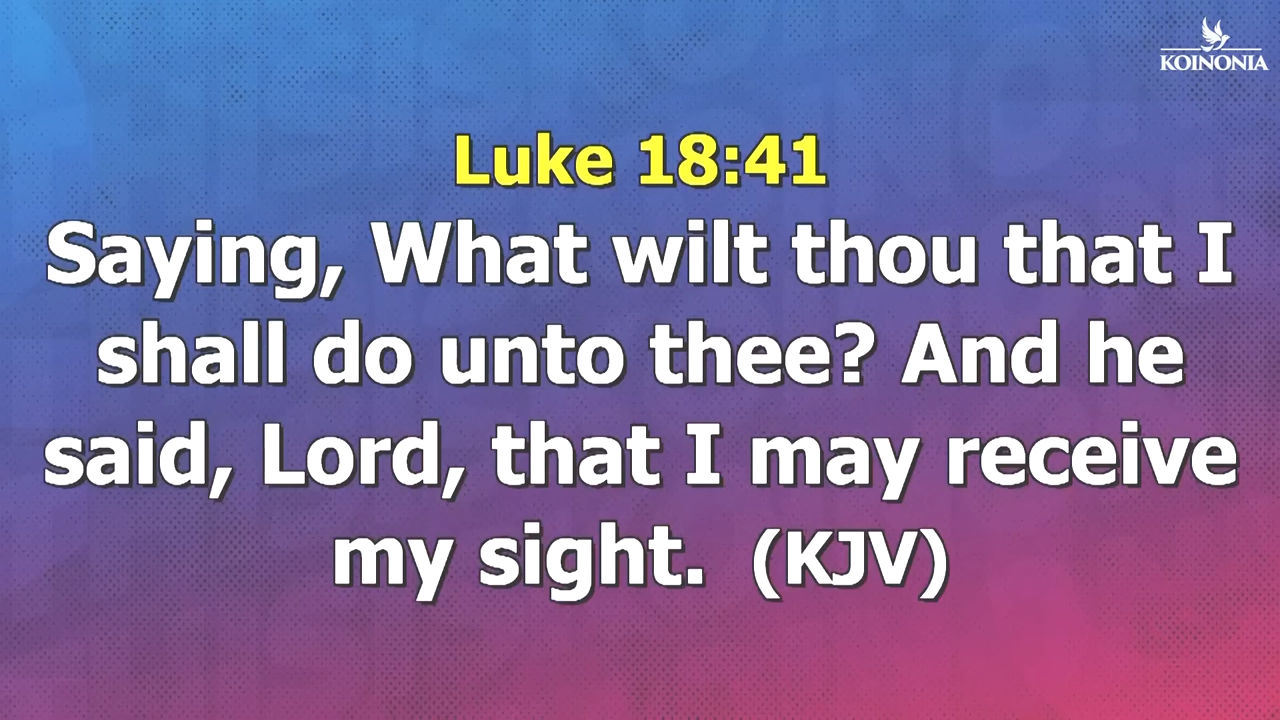 KOINONIA
Luke 18:41
Saying, What wilt thou that I
shall do unto thee? And he
said, Lord, that I may receive
my sight. (KJV)